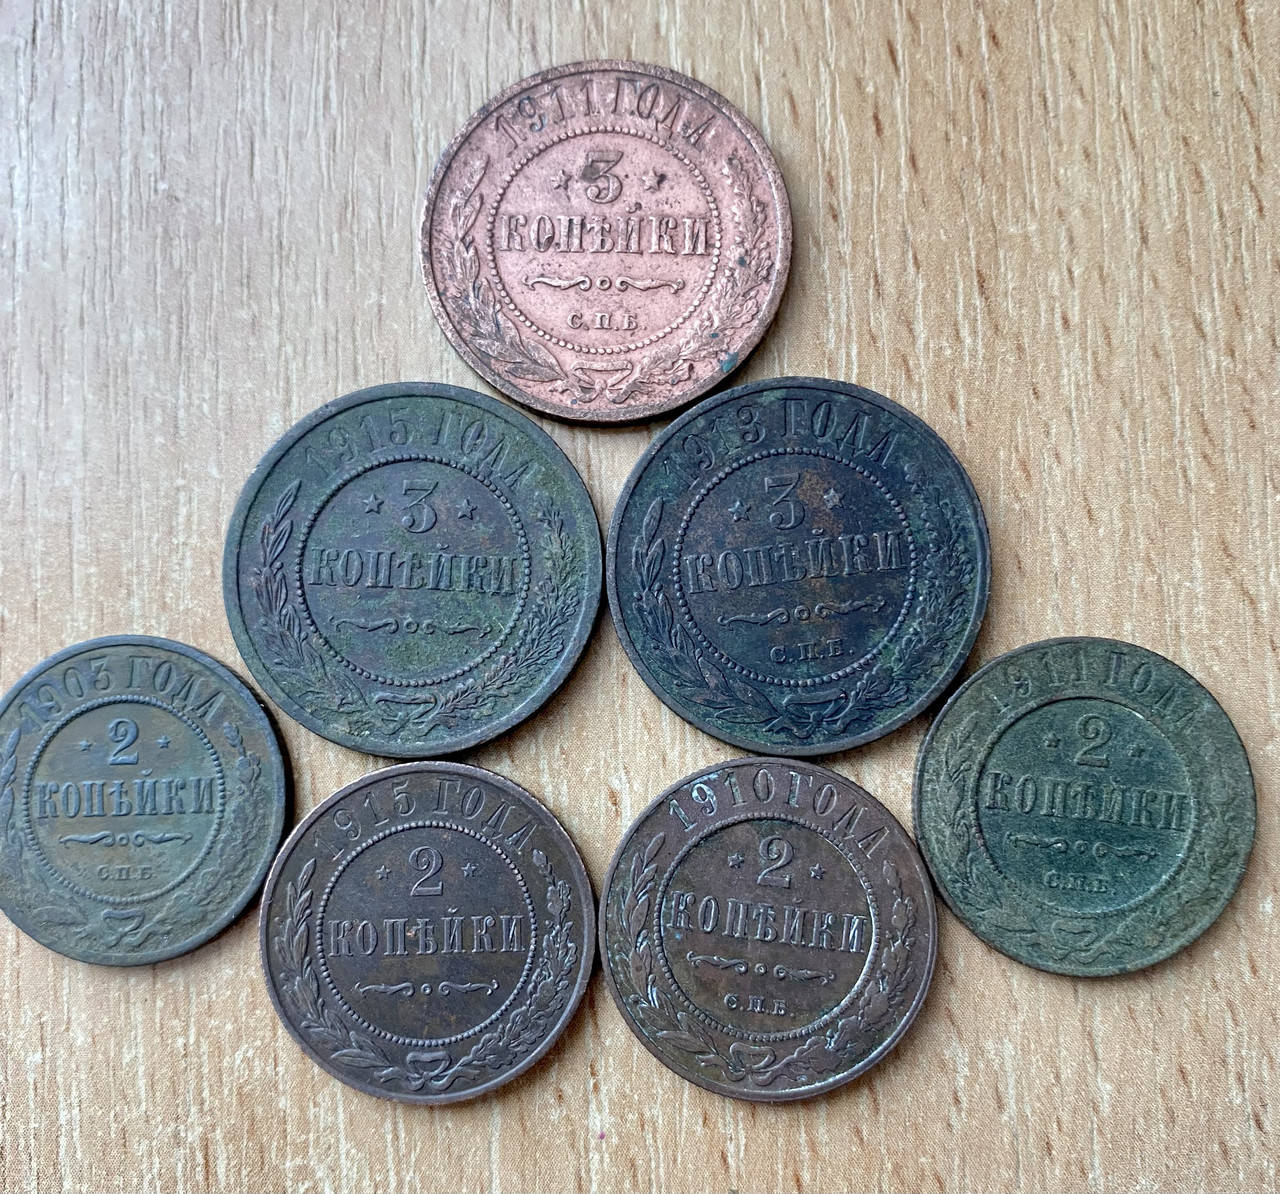 1911 ГОДА
3
КОПѢЙКИ
С.П.Б.
1915 ГОДА
3
КОПѢЙКИ
1913 ГОДА
3
КОПѢЙКИ
С.П.Б.
1903 ГОДА
2
КОПѢЙКИ
С.П.Б.
1915 ГОДА
2
КОПѢЙКИ
1910 ГОДА
2
КОПѢЙКИ
С.П.Б.
1911 ГОДА
2
КОПѢЙКИ
С.П.Б.